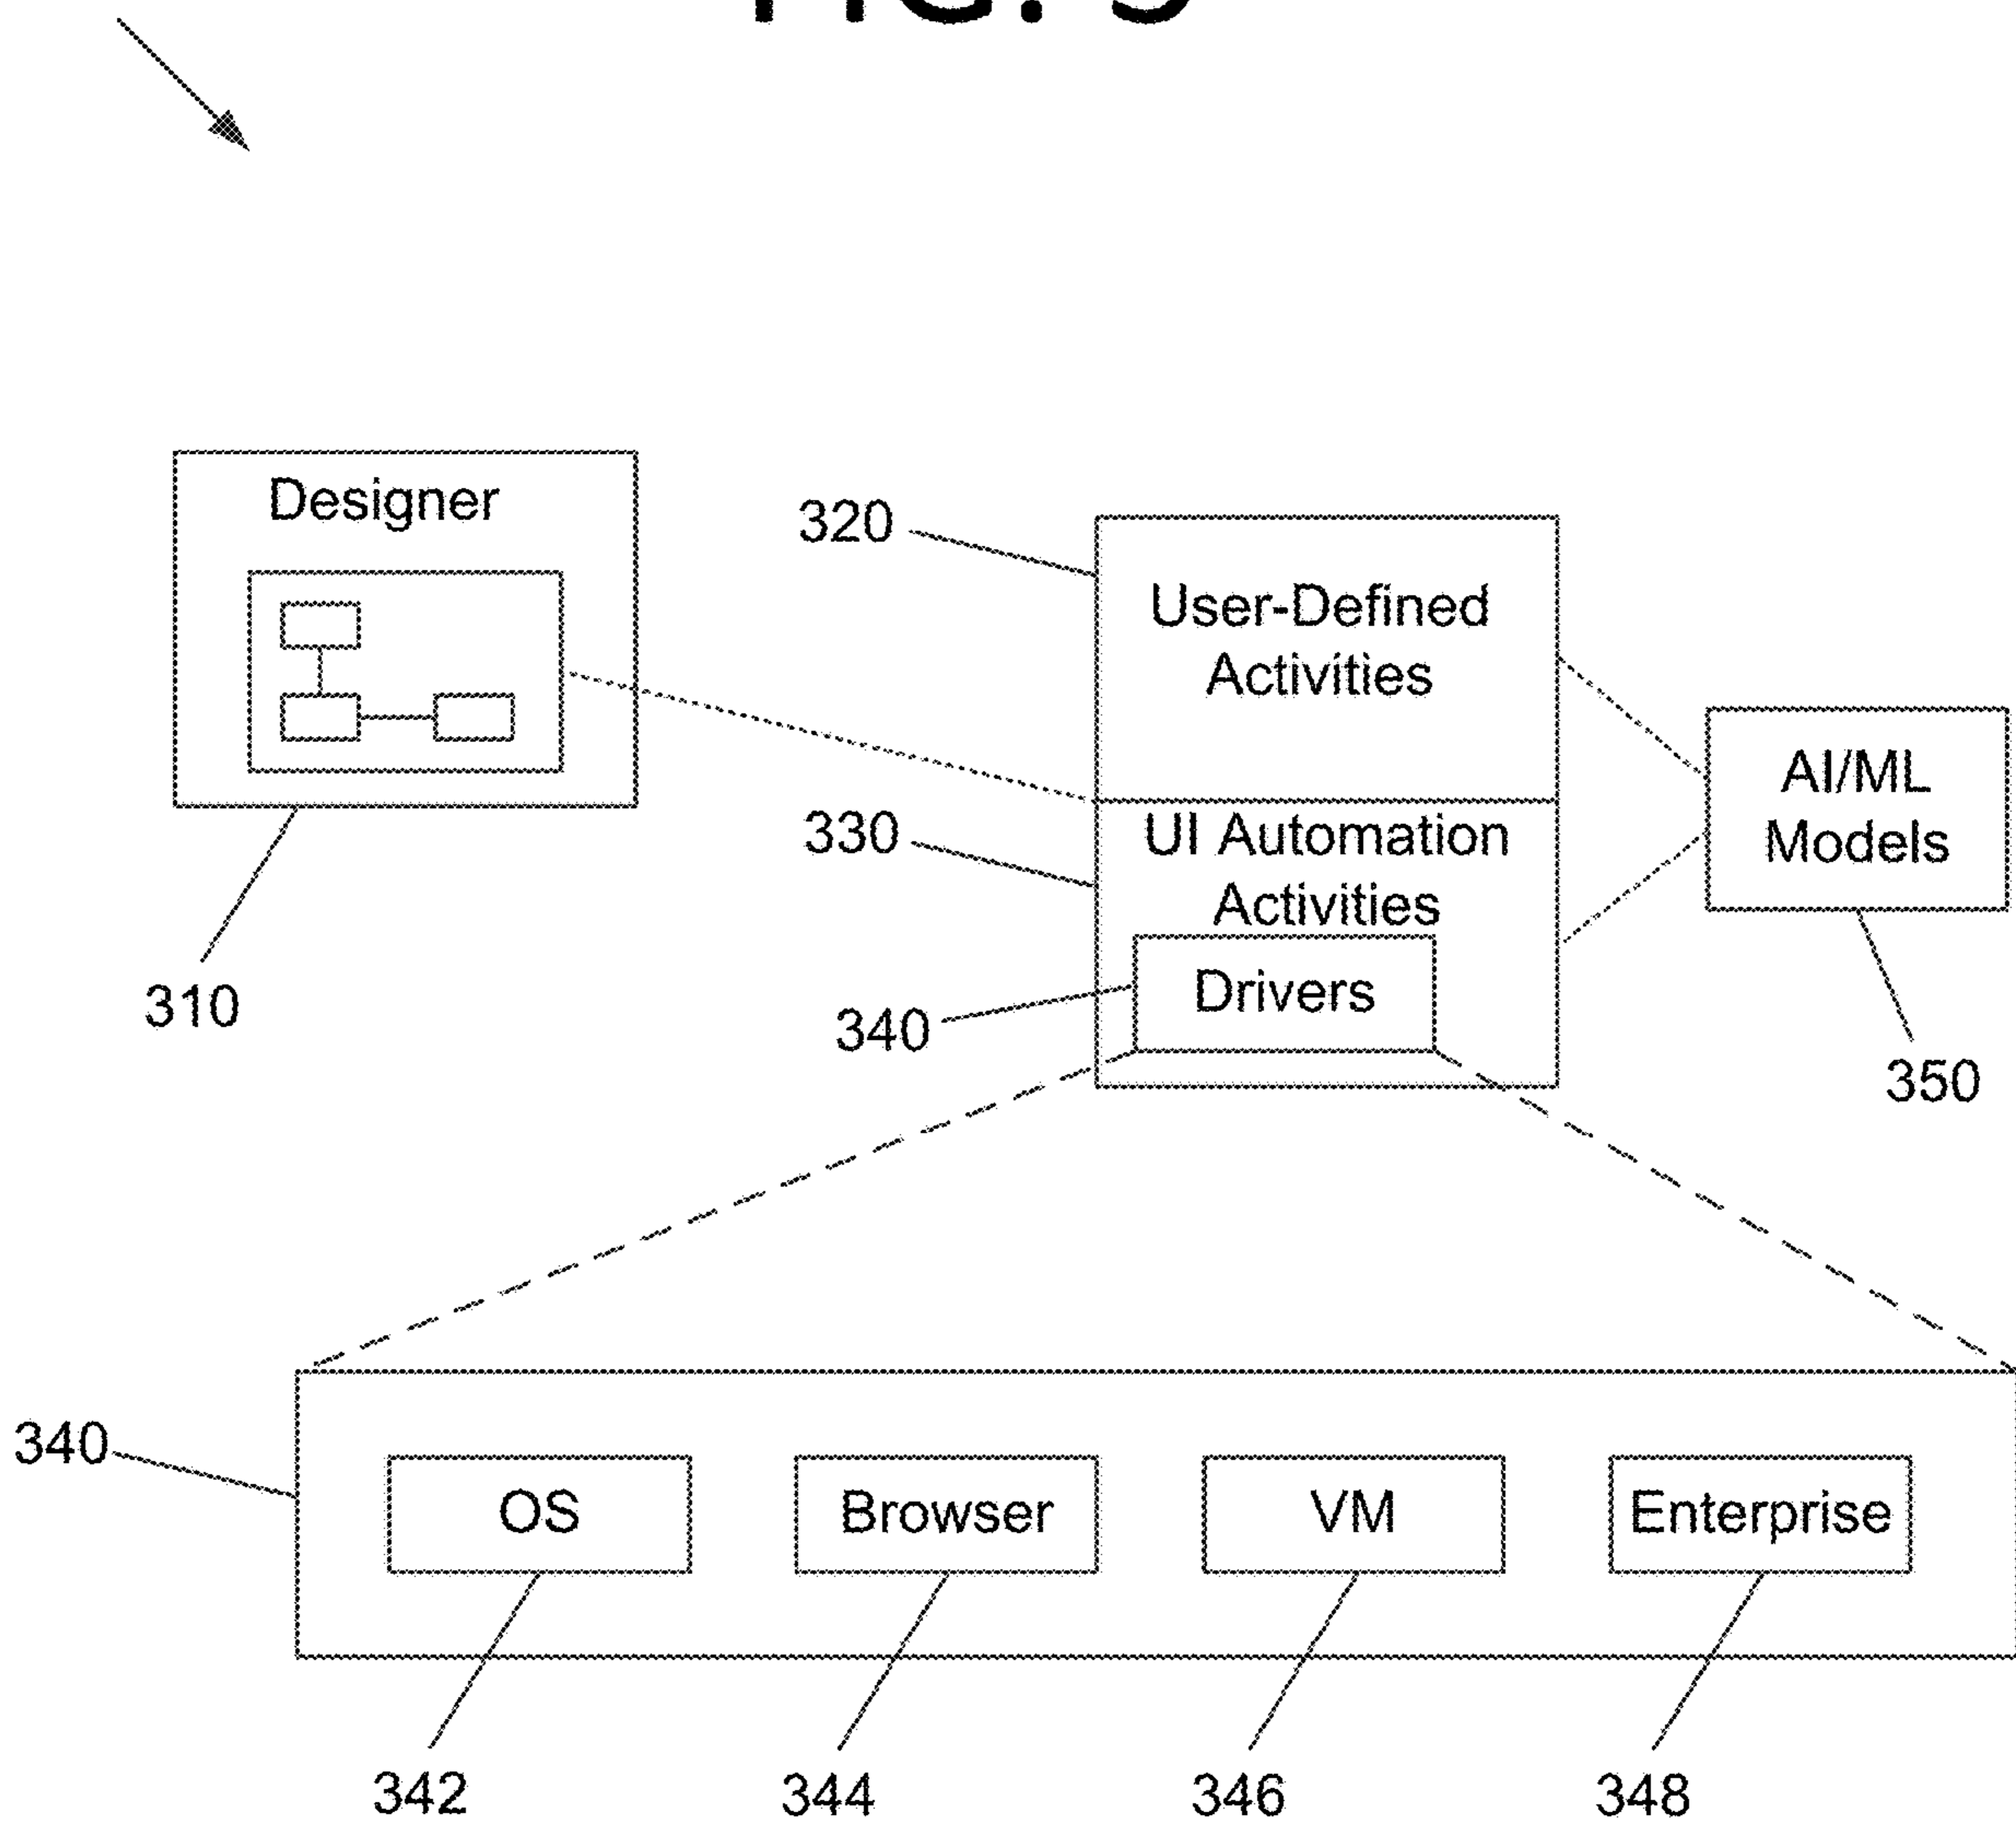 Designer
320
User-Defined
Activities
AI/ML
Models
330
UI Automation
Activities
310
340
Drivers
350
340
OS
Browser
VM
Enterprise
342
344
346
348